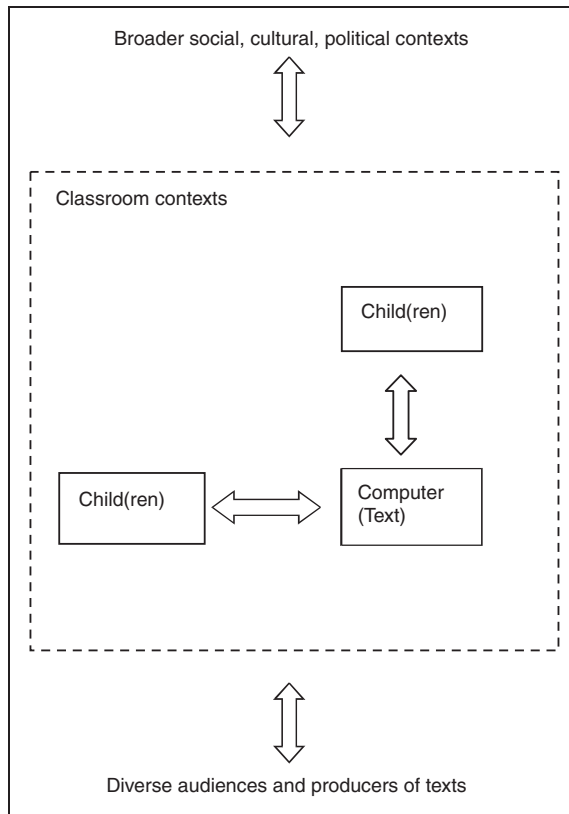 Broader social, cultural, political contexts
Classroom contexts
Child(ren)
Child(ren)
Computer
(Text)
Diverse audiences and producers of texts